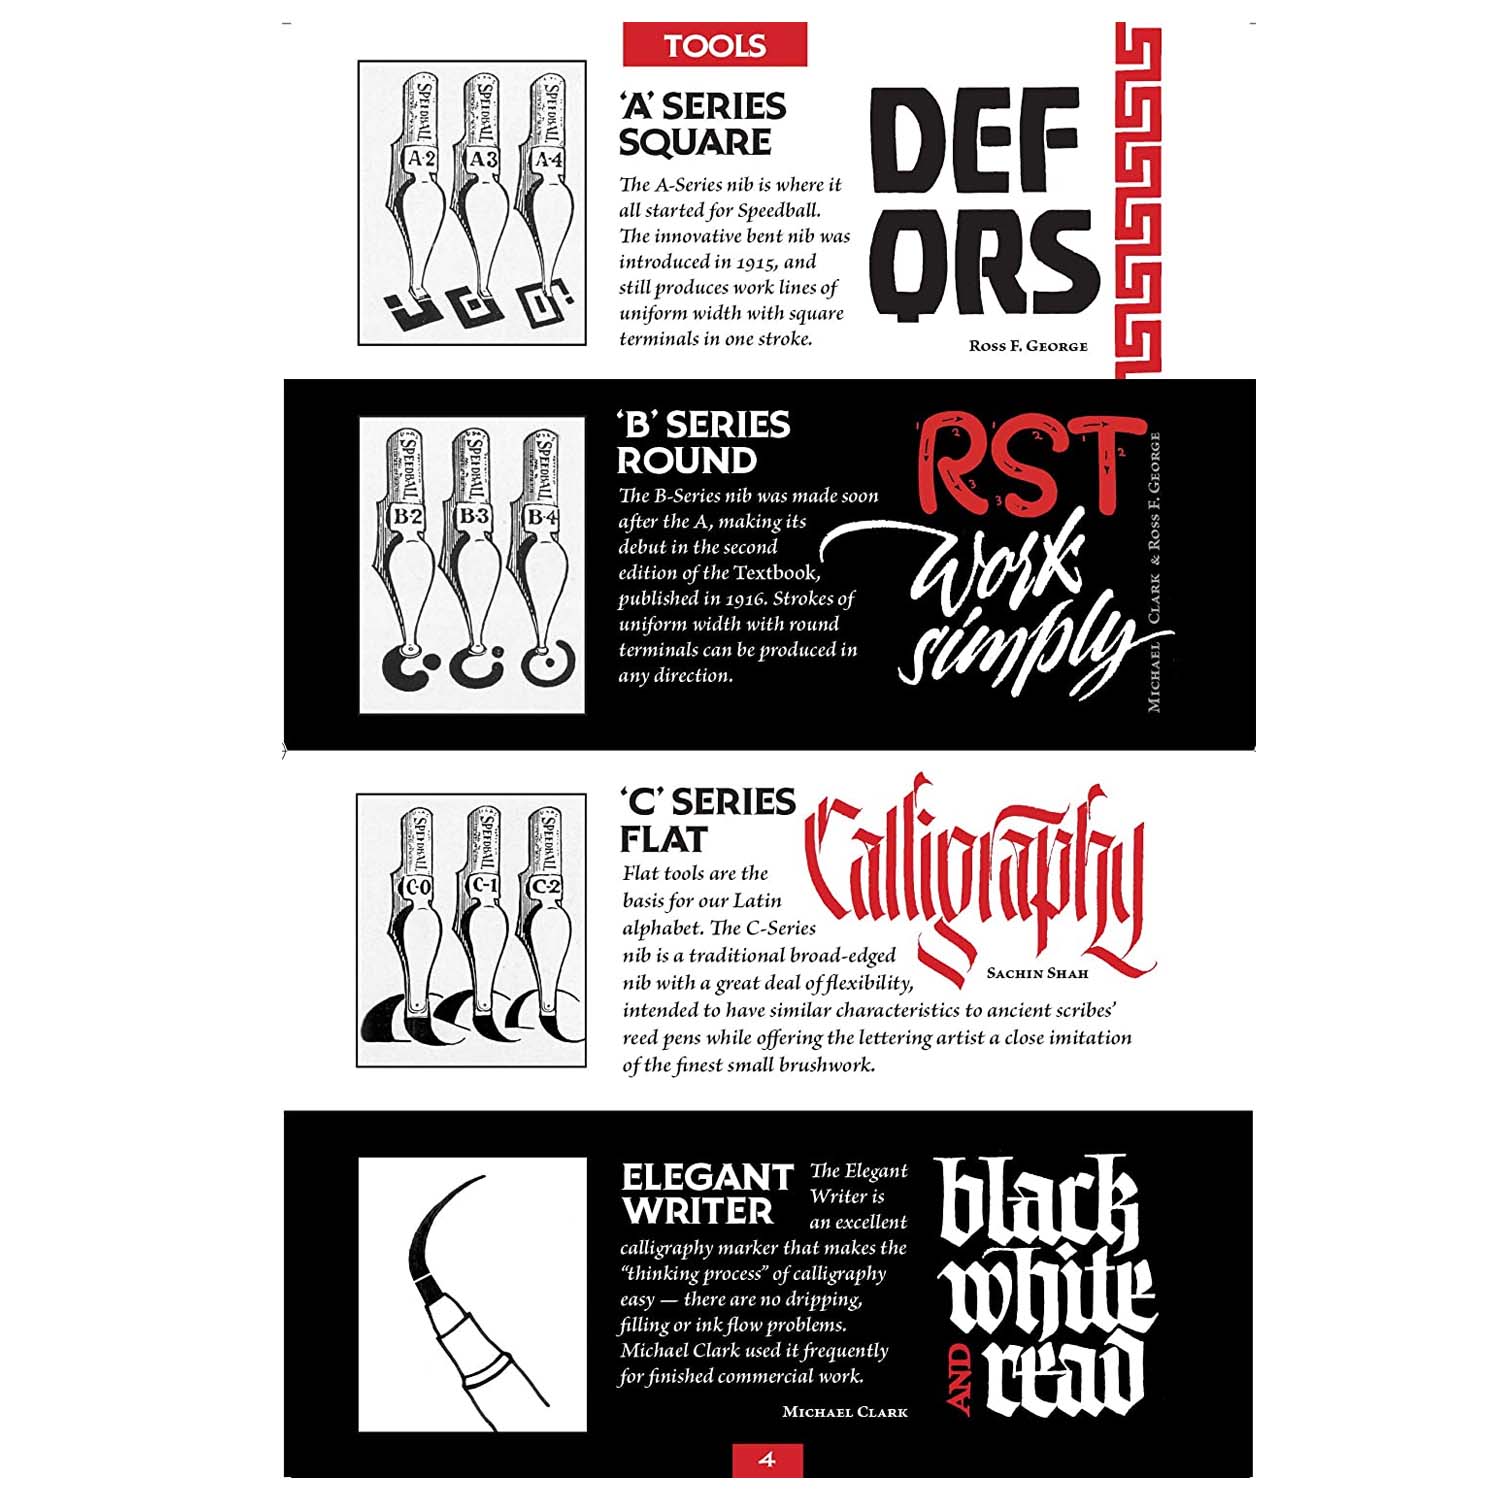 TOOLS
SPEEDBALL SPEEDBALL SPEEDBALL
A-2 A3 A-4
‘A’ SERIES
SQUARE
The A-Series nib is where it
all started for Speedball.
The innovative bent nib was
introduced in 1915, and
still produces work lines of
uniform width with square
terminals in one stroke.
DEF
QRS
ROSS F. GEORGE
SPEEDBALL SPEEDBALL SPEEDBALL
B-2 B-3 B-4
‘B’ SERIES
ROUND
The B-Series nib was made soon
after the A, making its
debut in the second
edition of the Textbook,
published in 1916. Strokes of
uniform width with round
terminals can be produced in
any direction.
RST
Work
simply
MICHAEL CLARK & ROSS F. GEORGE
SPEEDBALL SPEEDBALL SPEEDBALL
C-0 C-1 C-2
‘C’ SERIES
FLAT
Flat tools are the
basis for our Latin
alphabet. The C-Series
nib is a traditional broad-edged
nib with a great deal of flexibility,
intended to have similar characteristics to ancient scribes’
reed pens while offering the lettering artist a close imitation
of the finest small brushwork.
Calligraphy
SACHIN SHAH
ELEGANT
WRITER
The Elegant
Writer is
an excellent
calligraphy marker that makes the
“thinking process” of calligraphy
easy — there are no dripping,
filling or ink flow problems.
Michael Clark used it frequently
for finished commercial work.
MICHAEL CLARK
black
white
AND read
4